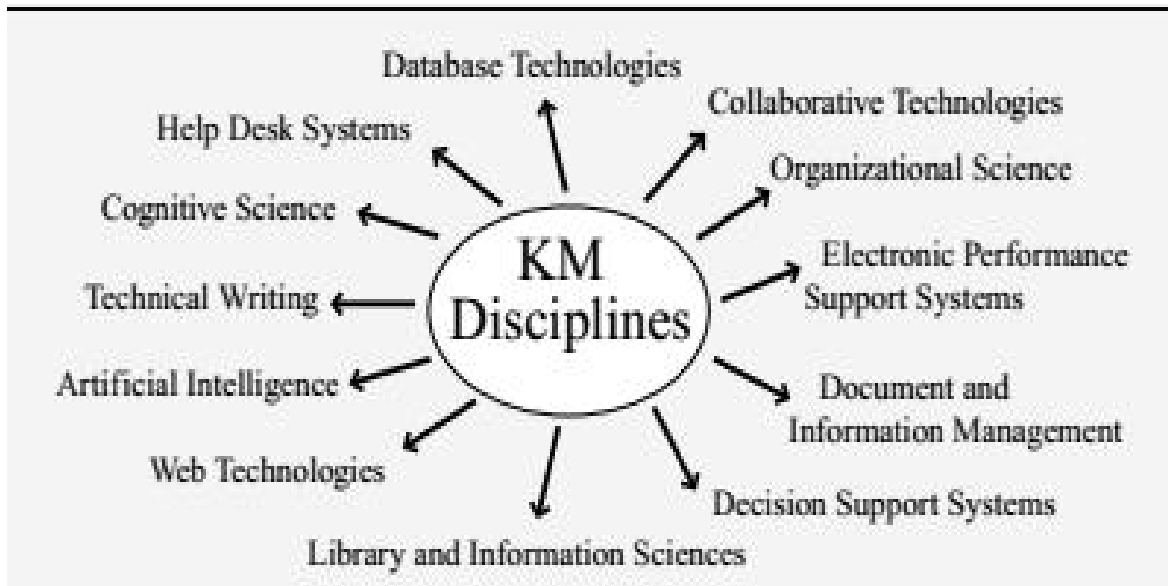 Database Technologies
Collaborative Technologies
Help Desk Systems
Organizational Science
Cognitive Science
KM
Disciplines
Electronic Performance
Support Systems
Technical Writing
Artificial Intelligence
Document and
Information Management
Web Technologies
Decision Support Systems
Library and Information Sciences